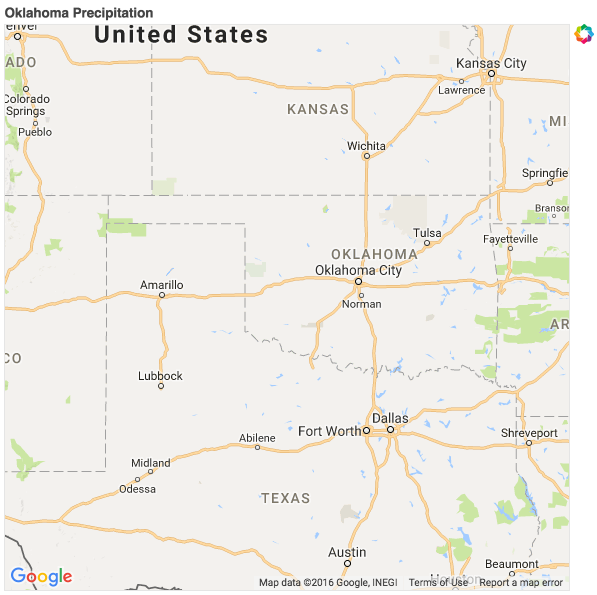 Oklahoma Precipitation
enver
United States
ADO
Kansas City
Lawrence
Colorado
Springs
KANSAS
Pueblo
MI
Wichita
Springfie
Branson
Tulsa
Fayetteville
OKLAHOMA
Oklahoma City
Amarillo
Norman
AR
CO
Lubbock
Dallas
Fort Worth
Abilene
Shreveport
Midland
Odessa
TEXAS
Austin
Beaumont
Houston
Google
Map data ©2016 Google, INEGI
Terms of Use
Report a map error